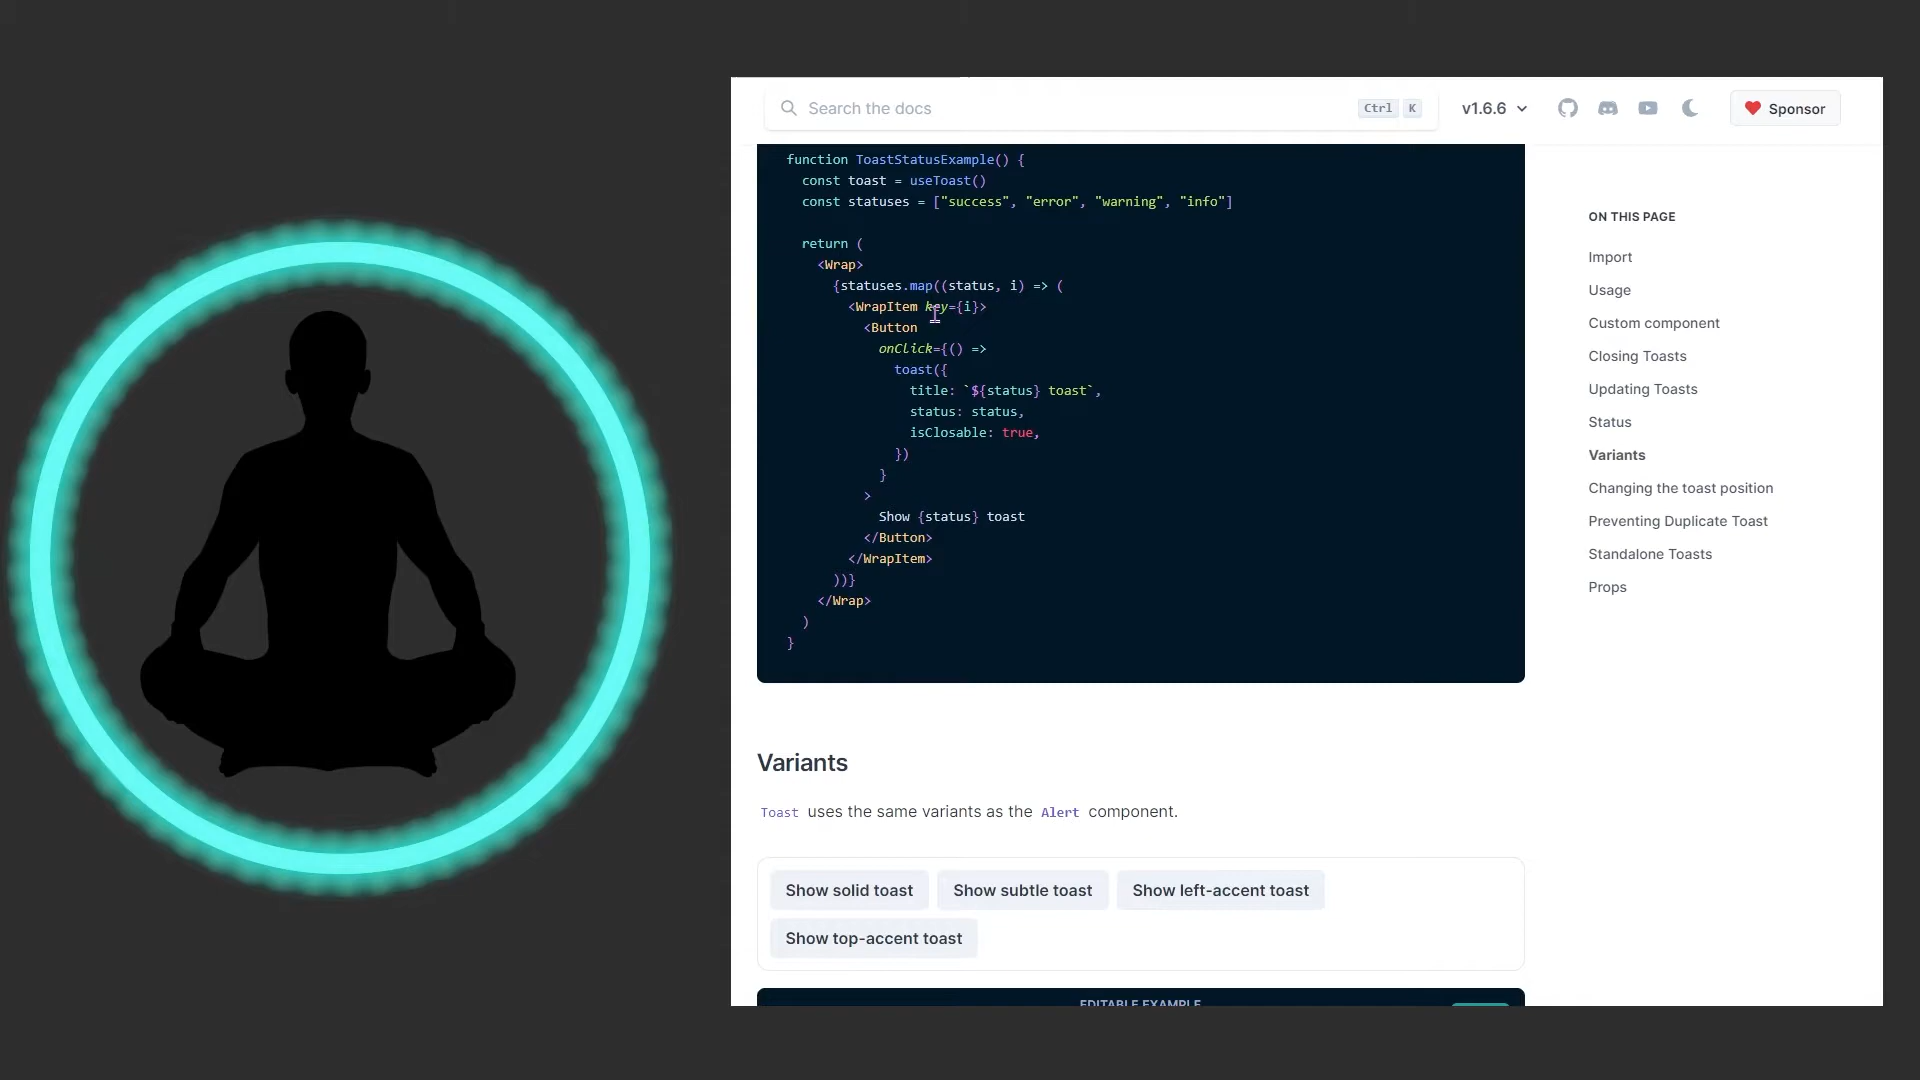 Search the docs
Ctrl K
v1.6.6
Sponsor
function ToastStatusExample() {
const toast = useToast()
const statuses = ["success", "error", "warning", "info"]
return (
<Wrap>
{statuses.map((status, i) => (
<WrapItem key={i}>
<Button
onClick={() =>
toast({
title: `${status} toast`,
status: status,
isClosable: true,
})
}
>
Show {status} toast
</Button>
</WrapItem>
))}
</Wrap>
)
}
Variants
Toast uses the same variants as the Alert component.
Show solid toast
Show subtle toast
Show left-accent toast
Show top-accent toast
EDITABLE EXAMPLE
ON THIS PAGE
Import
Usage
Custom component
Closing Toasts
Updating Toasts
Status
Variants
Changing the toast position
Preventing Duplicate Toast
Standalone Toasts
Props